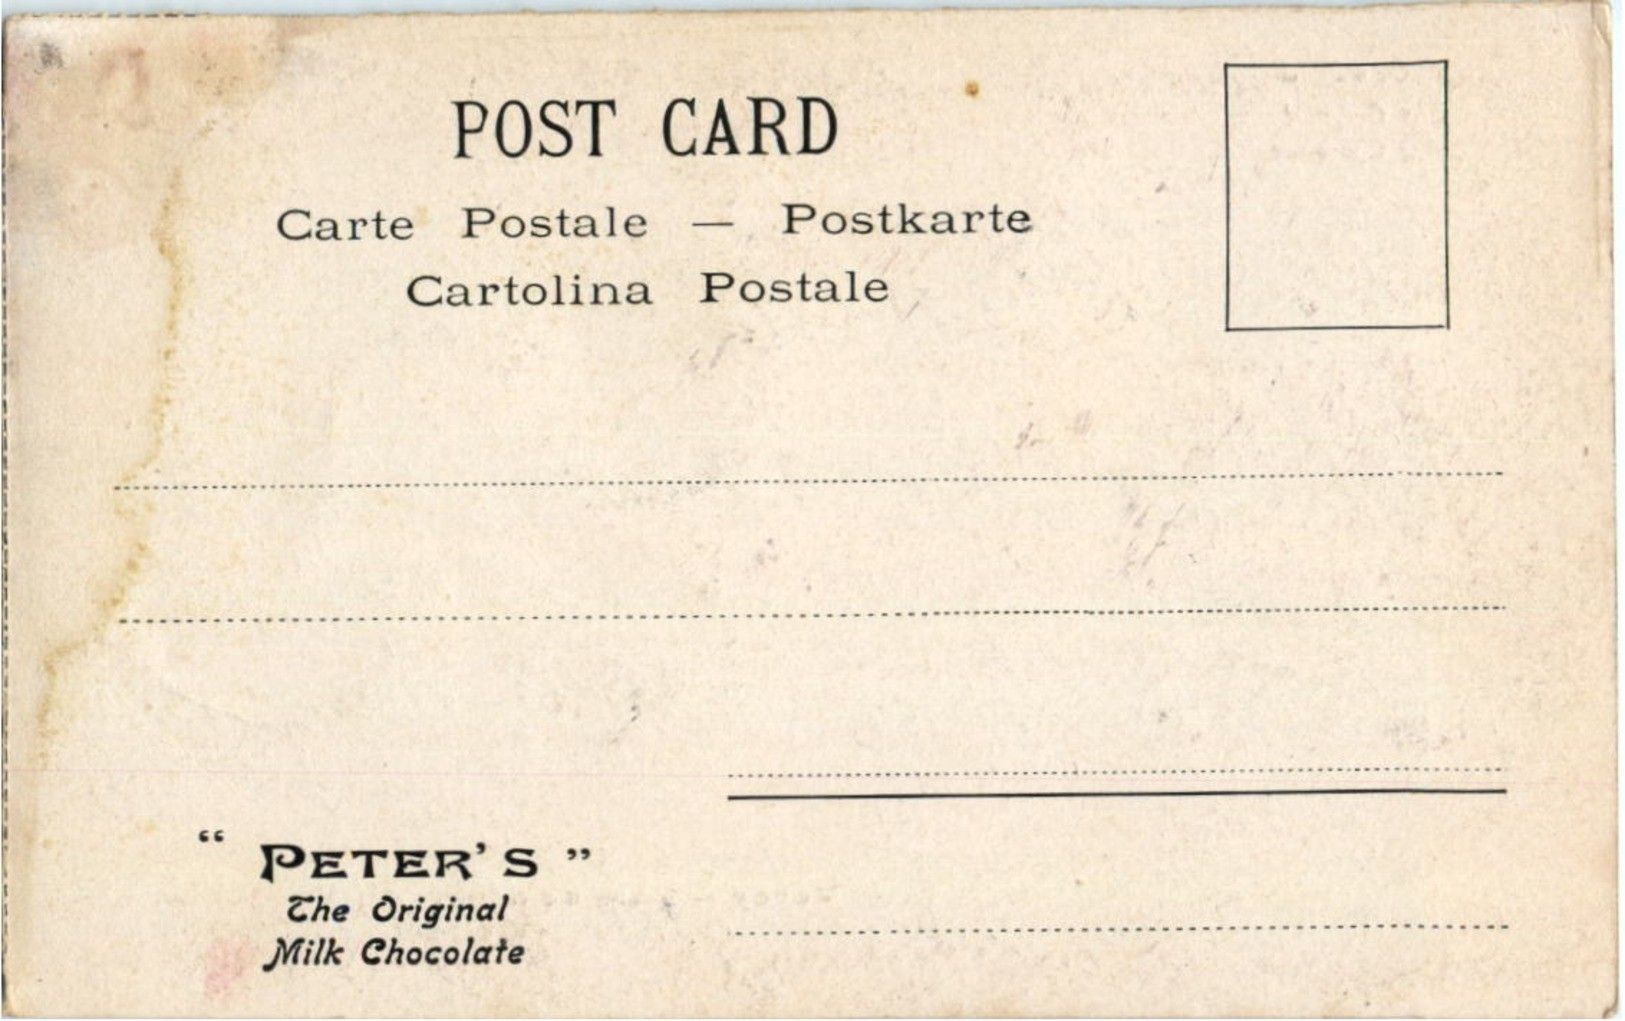 POST CARD
Carte Postale — Postkarte
Cartolina Postale
“ PETER'S ”
The Original
Milk Chocolate